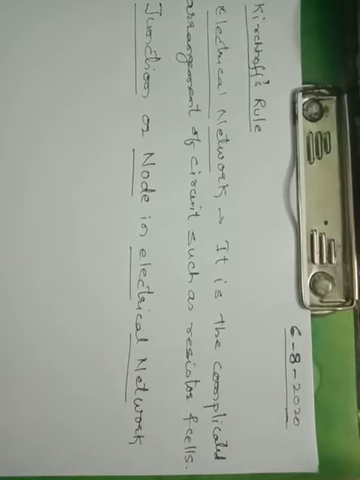 6-8-2020
Kirchhoff's Rule
Electrical Network → It is the complicated
arrangement of circuit such as resistor & cells.
Junction or Node in electrical Network